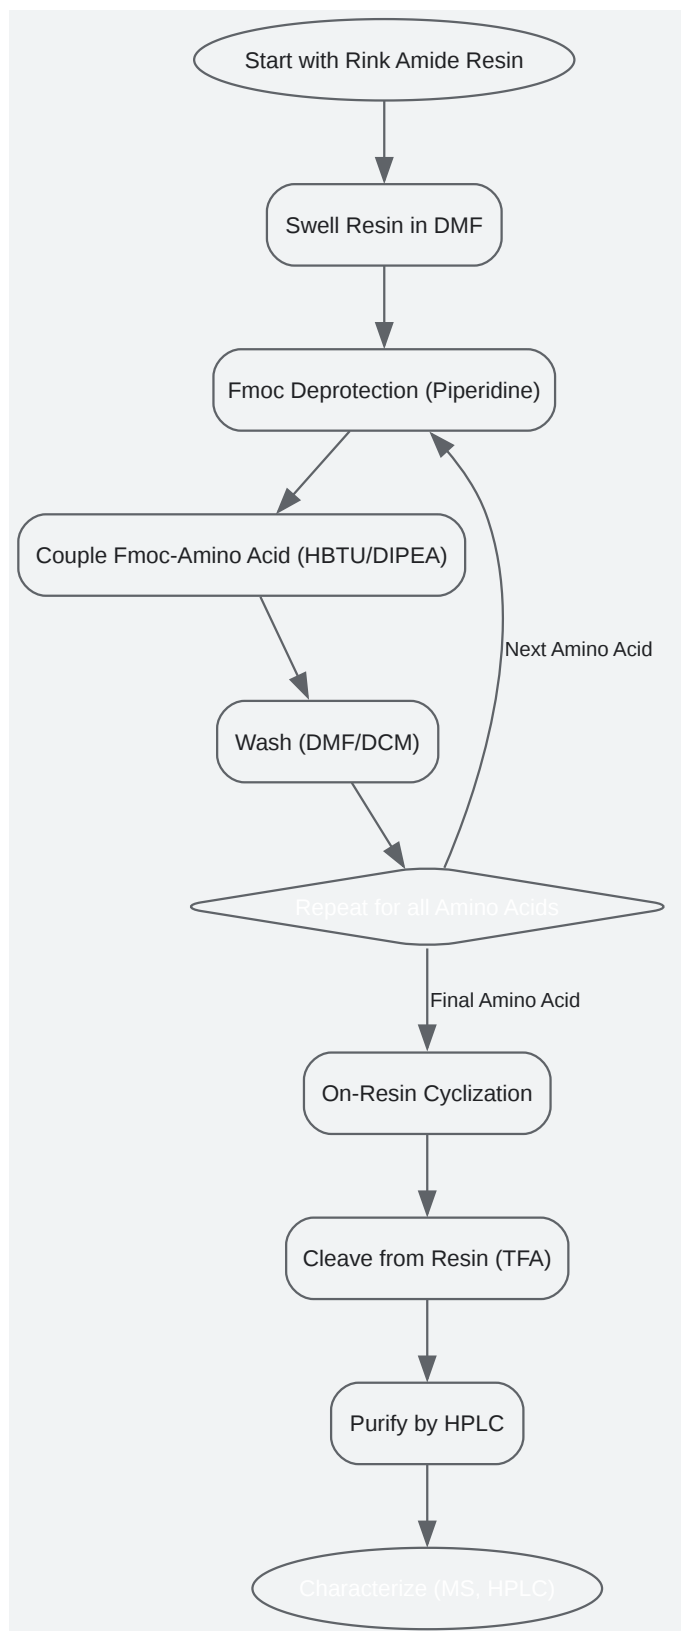 Start with Rink Amide Resin
Swell Resin in DMF
Fmoc Deprotection (Piperidine)
Couple Fmoc-Amino Acid (HBTU/DIPEA)
Next Amino Acid
Wash (DMF/DCM)
Repeat for all Amino Acids
Final Amino Acid
On-Resin Cyclization
Cleave from Resin (TFA)
Purify by HPLC
Characterize (MS, HPLC)